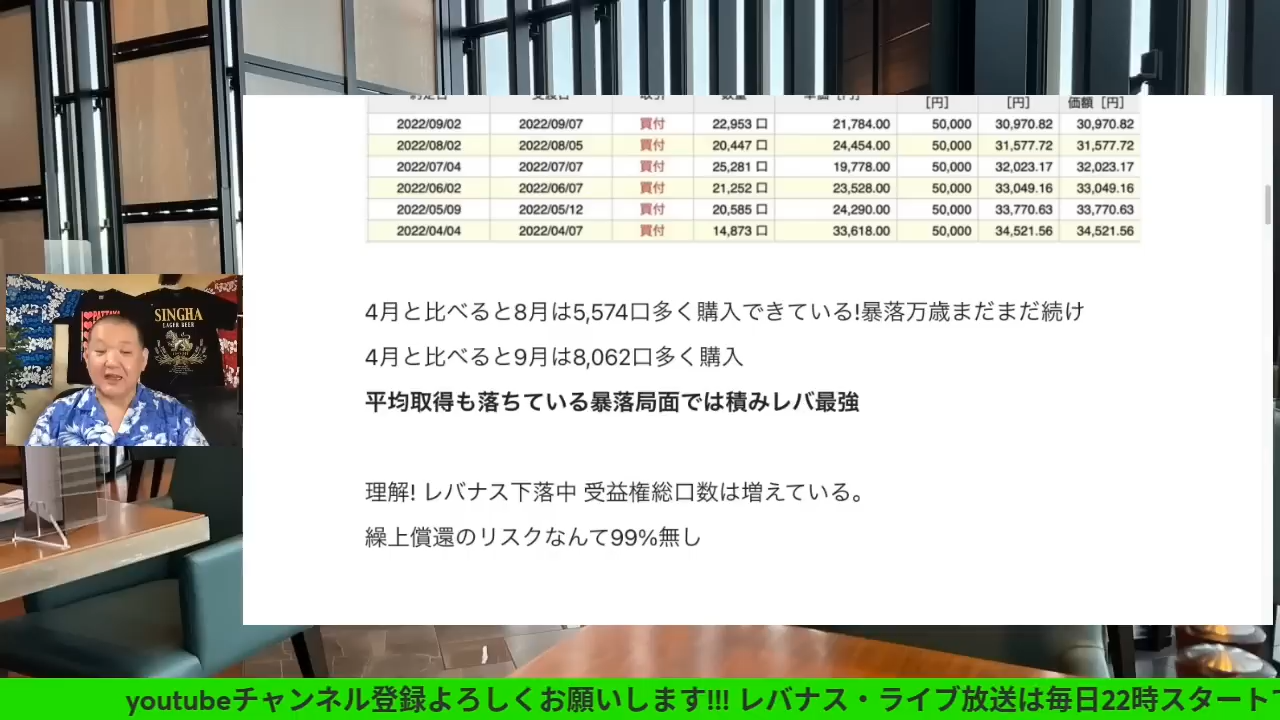 [円] [円] 価額 [円]
2022/09/02 2022/09/07 買付 22,953 口 21,784.00 50,000 30,970.82 30,970.82
2022/08/02 2022/08/05 買付 20,447 口 24,454.00 50,000 31,577.72 31,577.72
2022/07/04 2022/07/07 買付 25,281 口 19,778.00 50,000 32,023.17 32,023.17
2022/06/02 2022/06/07 買付 21,252 口 23,528.00 50,000 33,049.16 33,049.16
2022/05/09 2022/05/12 買付 20,585 口 24,290.00 50,000 33,770.63 33,770.63
2022/04/04 2022/04/07 買付 14,873 口 33,618.00 50,000 34,521.56 34,521.56
4月と比べると8月は5,574口多く購入できている!暴落万歳まだまだ続け
4月と比べると9月は8,062口多く購入
平均取得も落ちている暴落局面では積みレバ最強
理解! レバナス下落中 受益権総口数は増えている。
繰上償還のリスクなんて99%無し
PATTAYA
SINGHA
LAGER BEER
youtubeチャンネル登録よろしくお願いします!!! レバナス・ライブ放送は毎日22時スタート